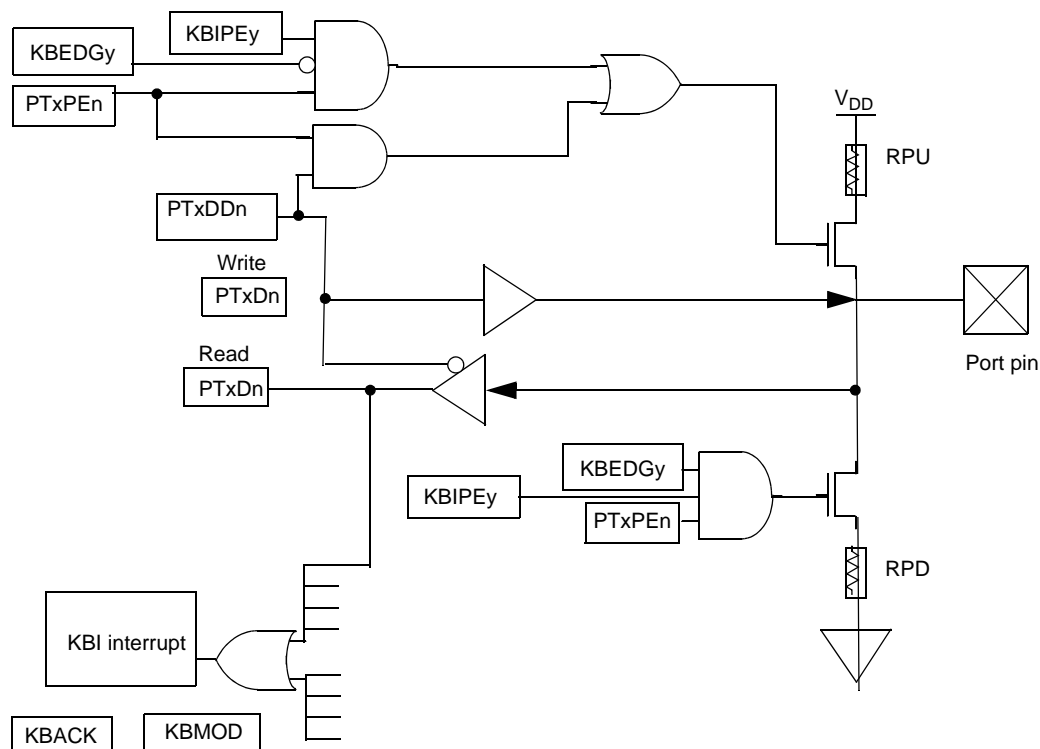 KBIPEy
KBEDGy
PTxPEn
VDD
RPU
PTxDDn
Write
PTxDn
Port pin
Read
PTxDn
KBEDGy
KBIPEy
PTxPEn
RPD
KBI interrupt
KBACK
KBMOD